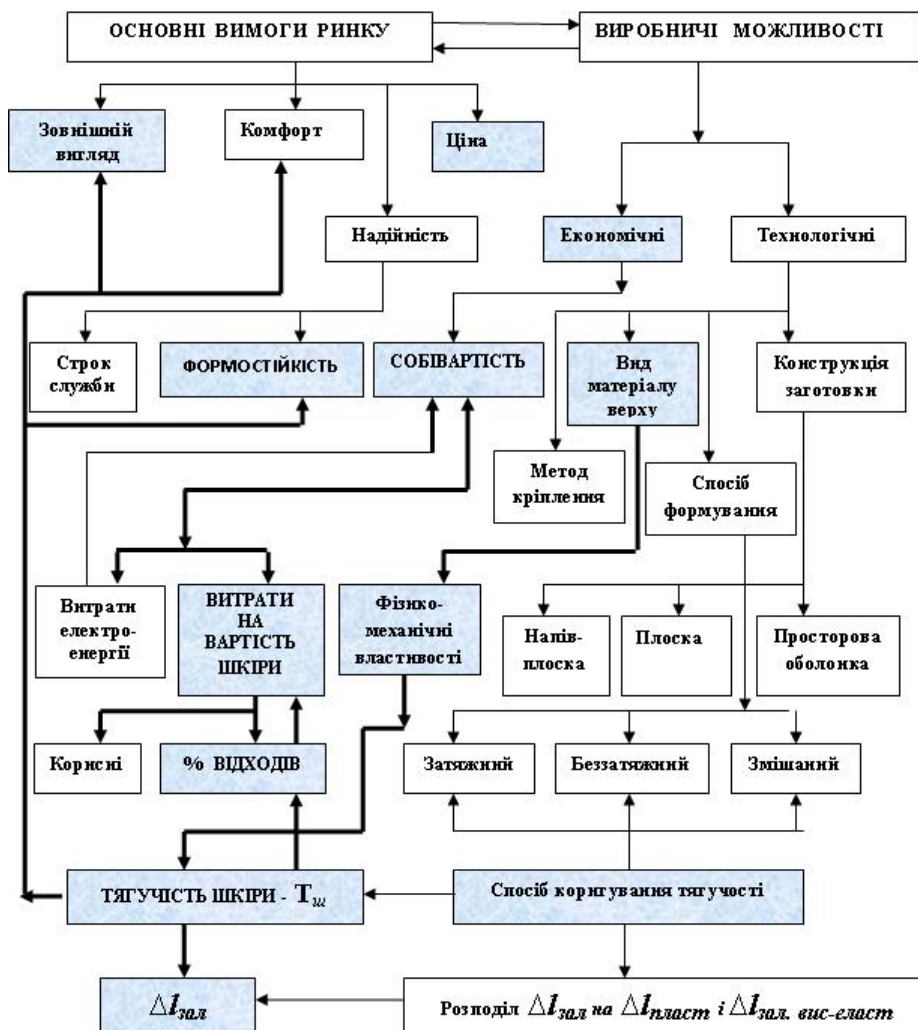 ОСНОВНІ ВИМОГИ РИНКУ
ВИРОБНИЧІ МОЖЛИВОСТІ
Зовнішній
вигляд
Комфорт
Ціна
Надійність
Економічні
Технологічні
Строк
служби
ФОРМОСТІЙКІСТЬ
СОБІВАРТІСТЬ
Вид
матеріалу
верху
Конструкція
заготовки
Метод
кріплення
Спосіб
формування
Витрати
електро-
енергії
ВИТРАТИ
НА
ВАРТІСТЬ
ШКІРИ
Фізико-
механічні
властивості
Напів-
плоска
Плоска
Просторова
оболонка
Корисні
% ВІДХОДІВ
Затяжний
Беззатяжний
Змішаний
ТЯГУЧІСТЬ ШКІРИ - Тш
Спосіб коригування тягучості
Δlзал
Розподіл Δlзал на Δlпласт і Δlзал. вис-еласт